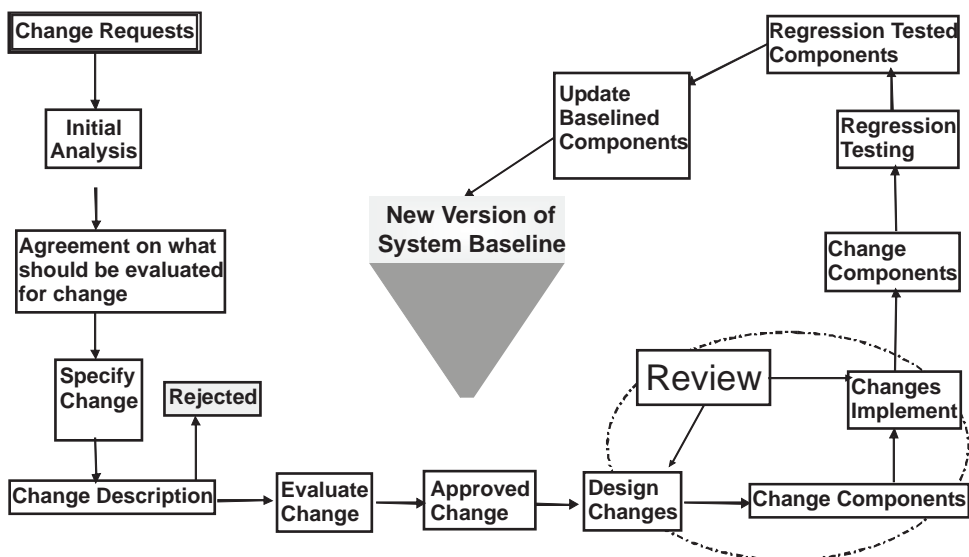 Change Requests
Initial
Analysis
Agreement on what
should be evaluated
for change
Specify
Change
Rejected
Change Description
Evaluate
Change
Approved
Change
Design
Changes
Change Components
Review
Changes
Implement
Change
Components
Regression
Testing
Regression Tested
Components
Update
Baselined
Components
New Version of
System Baseline